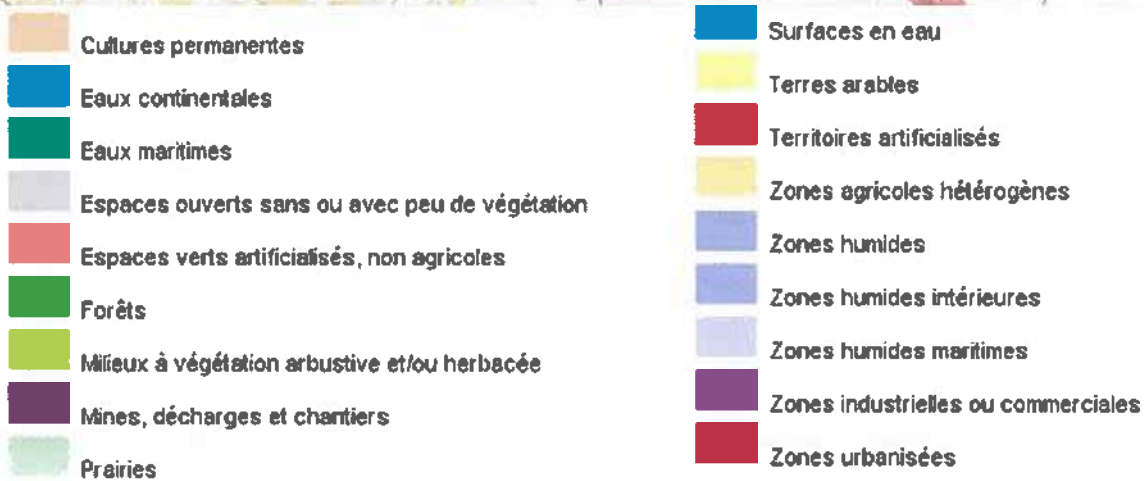 Cultures permanentes
Eaux continentales
Eaux maritimes
Espaces ouverts sans ou avec peu de végétation
Espaces verts artificialisés, non agricoles
Forêts
Milieux à végétation arbustive et/ou herbacée
Mines, décharges et chantiers
Prairies
Surfaces en eau
Terres arables
Territoires artificialisés
Zones agricoles hétérogènes
Zones humides
Zones humides intérieures
Zones humides maritimes
Zones industrielles ou commerciales
Zones urbanisées